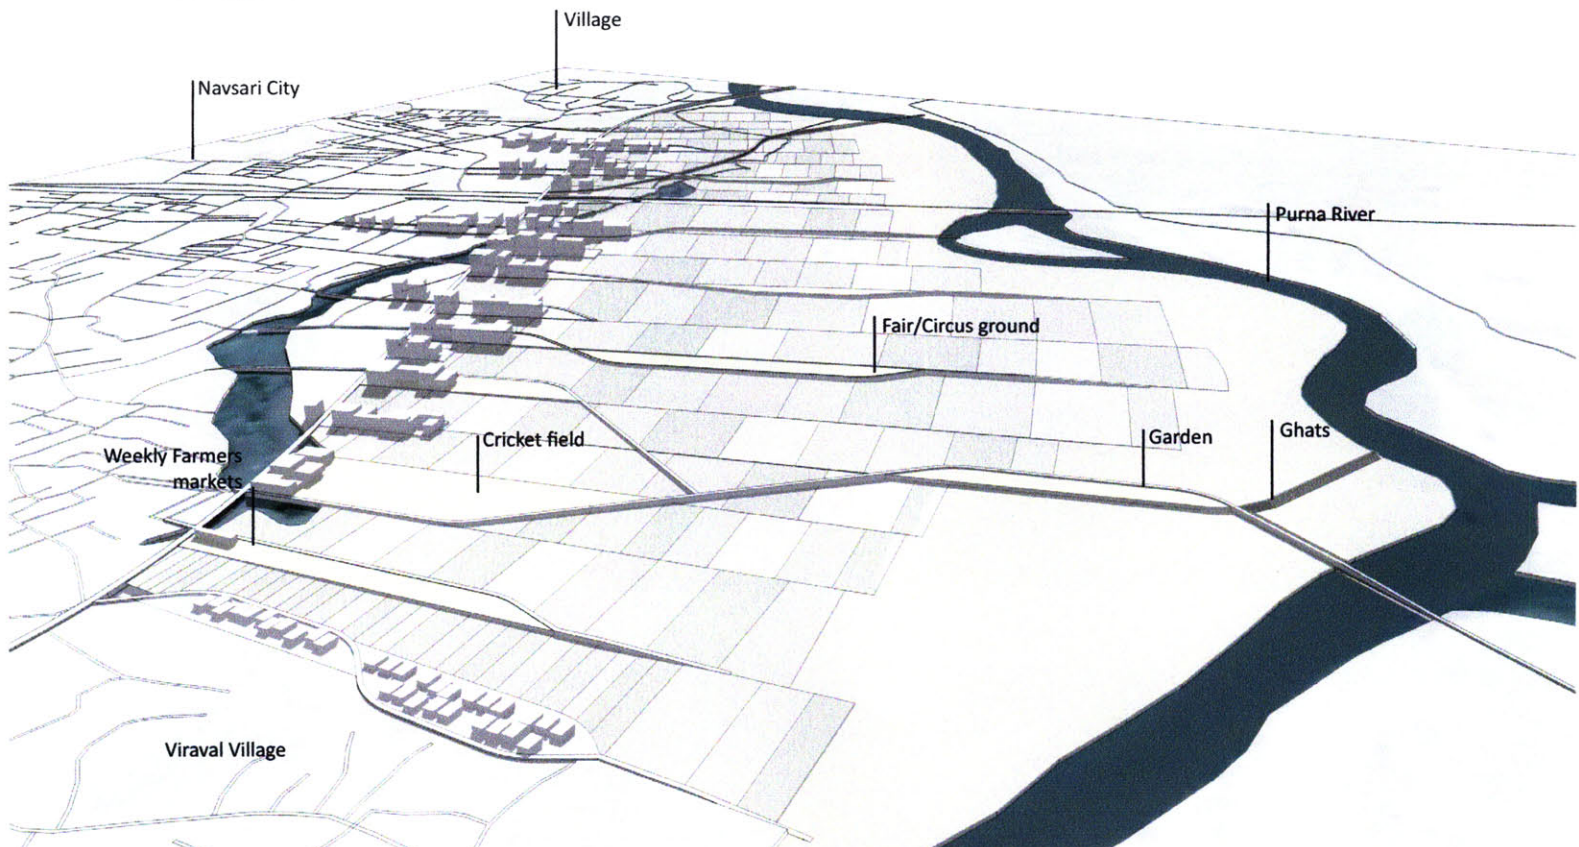 Village
Navsari City
Purna River
Fair/Circus ground
Cricket field
Garden
Ghats
Weekly Farmers
markets
Viraval Village